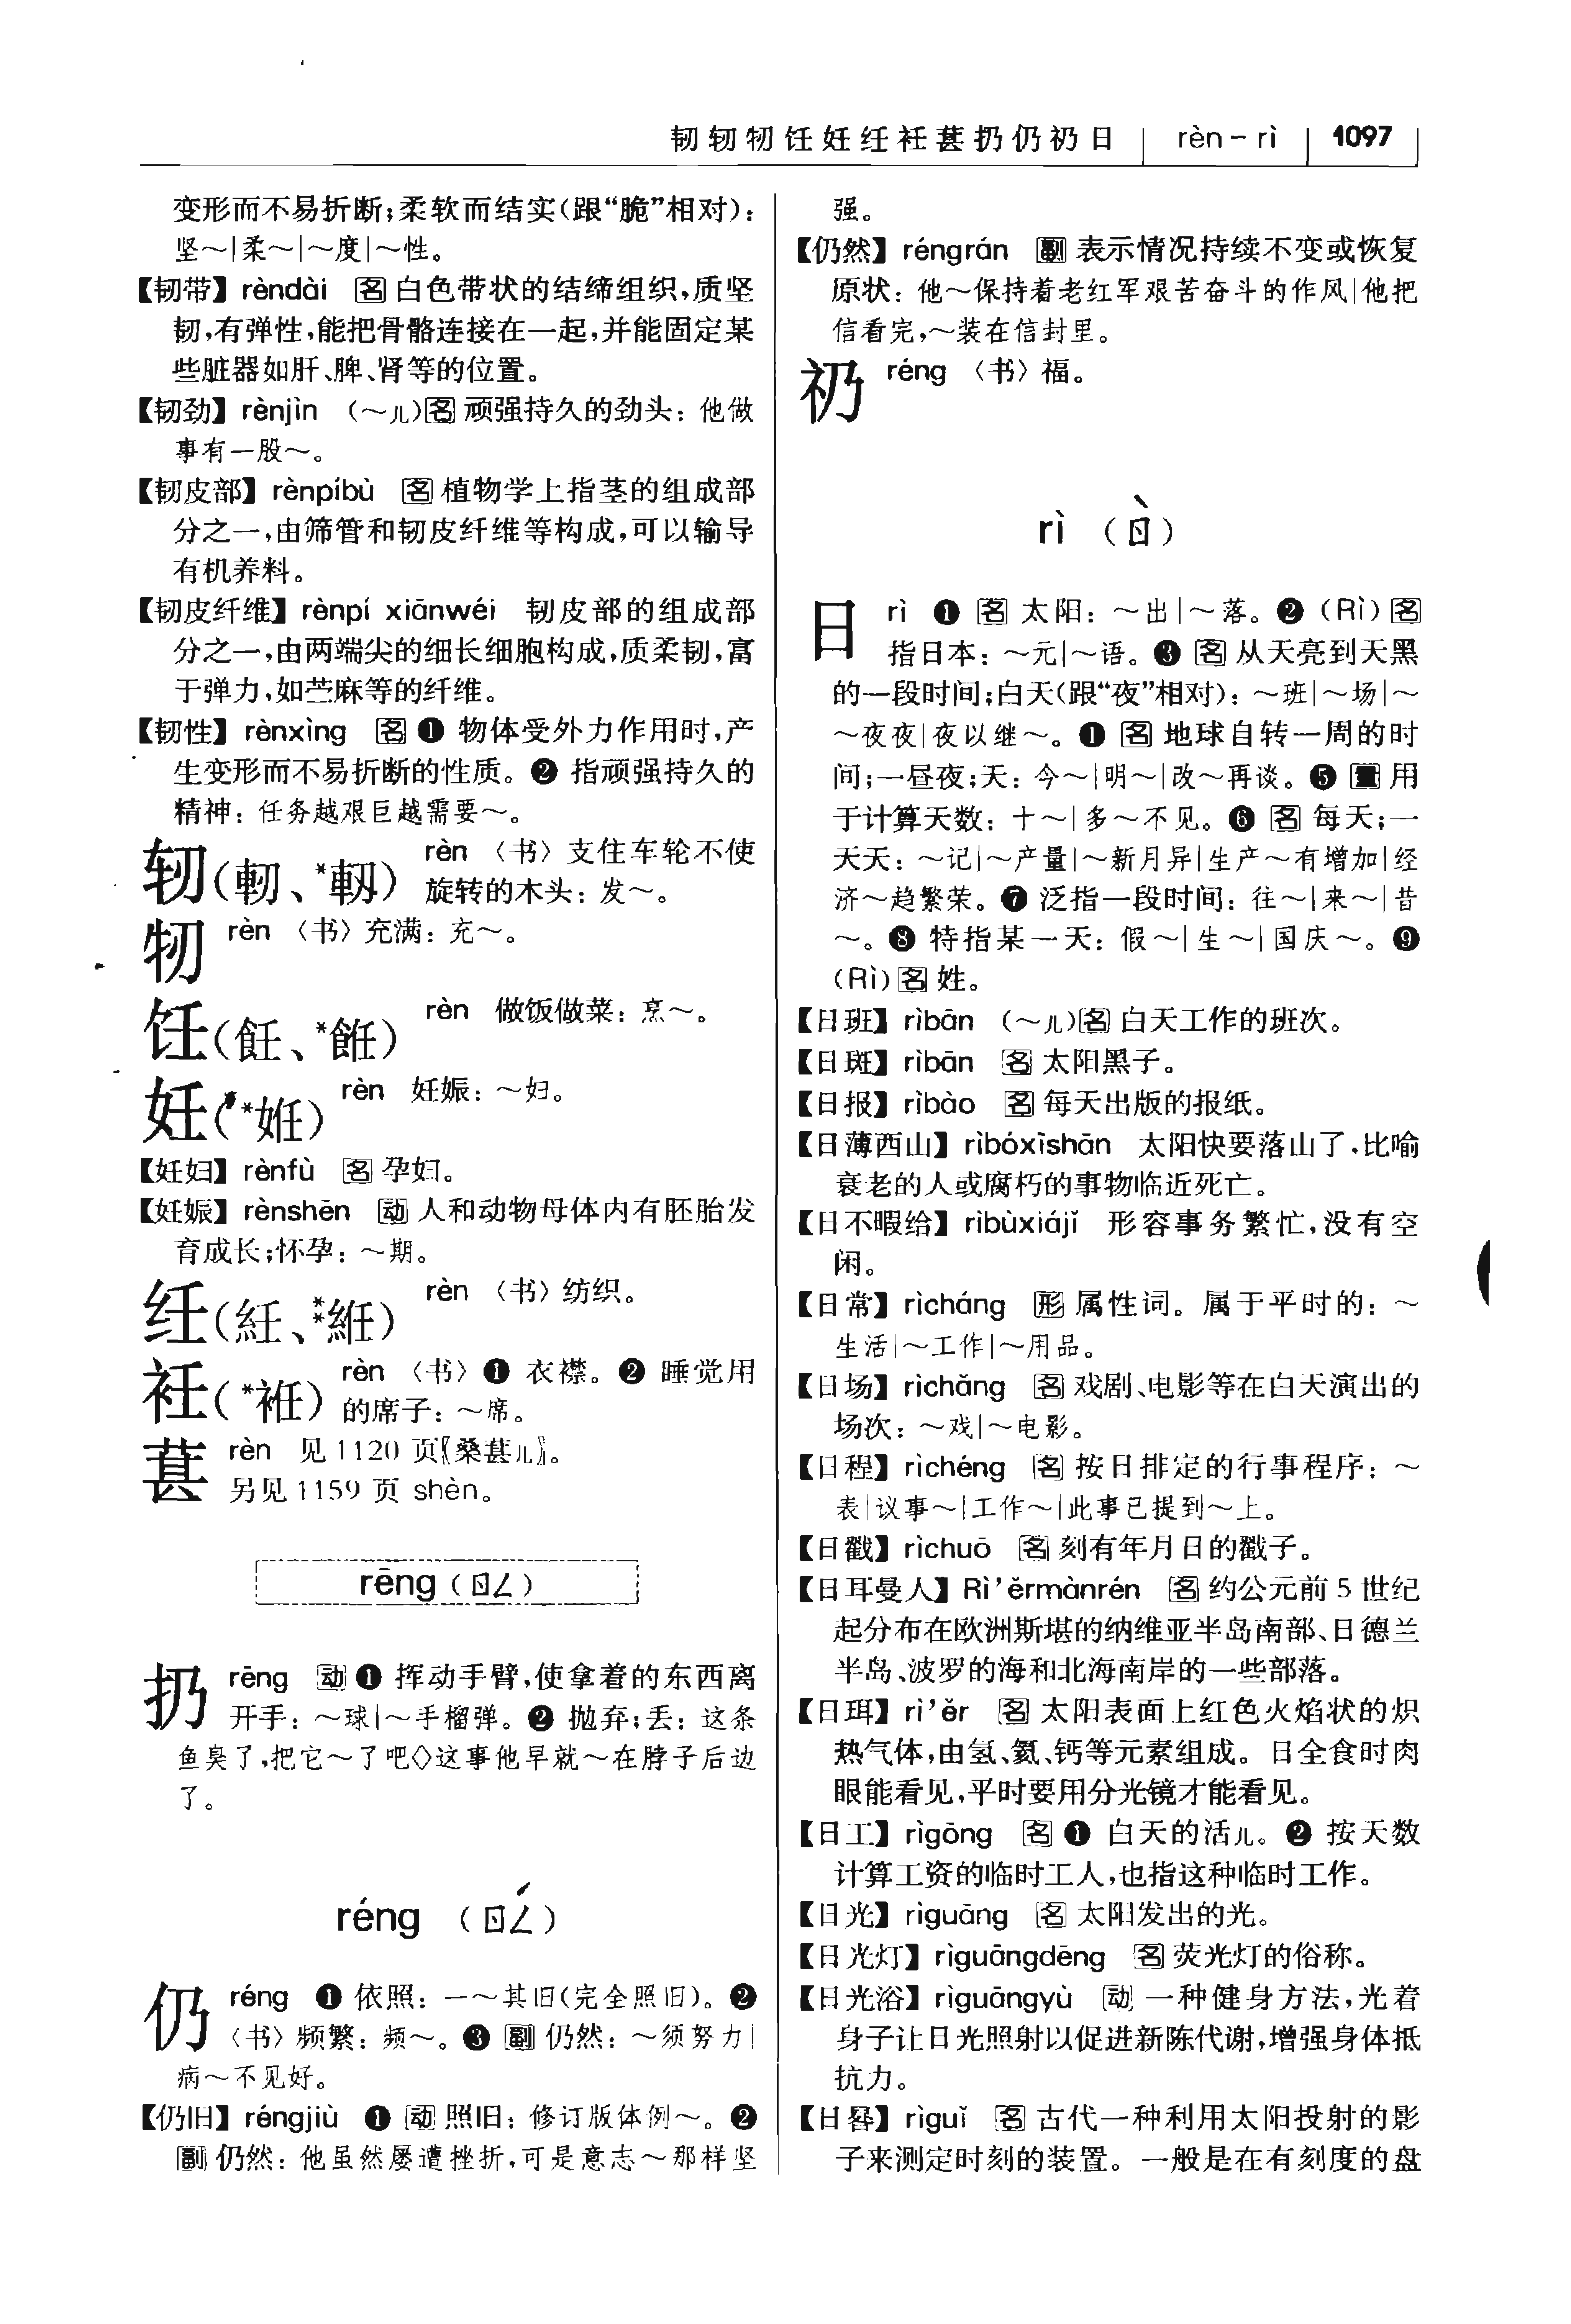 韧轫牣饪妊纴衽葚扔仍礽日 rèn－rì 1097
变形而不易折断;柔软而结实(跟“脆”相对):
坚～|柔～|～度|～性。
【韧带】rèndài [名]白色带状的结缔组织,质坚
韧,有弹性,能把骨骼连接在一起,并能固定某
些脏器如肝、脾、肾等的位置。
【韧劲】rènjìn (～儿)[名]顽强持久的劲头:他做
事有一股～。
【韧皮部】rènpíbù [名]植物学上指茎的组成部
分之一,由筛管和韧皮纤维等构成,可以输导
有机养料。
【韧皮纤维】rènpí xiānwéi 韧皮部的组成部
分之一,由两端尖的细长细胞构成,质柔韧,富
于弹力,如苎麻等的纤维。
【韧性】rènxìng [名]❶ 物体受外力作用时,产
生变形而不易折断的性质。❷ 指顽强持久的
精神:任务越艰巨越需要～。
轫(軔、*軔) rèn 〈书〉支住车轮不使
旋转的木头:发～。
牣 rèn 〈书〉充满:充～。
饪(飪、*餁) rèn 做饭做菜:烹～。
妊(*姙) rèn 妊娠:～妇。
【妊妇】rènfù [名]孕妇。
【妊娠】rènshēn [动]人和动物母体内有胚胎发
育成长;怀孕:～期。
纴(紝、**絍) rèn 〈书〉纺织。
衽(*袵) rèn 〈书〉❶ 衣襟。❷ 睡觉用
的席子:～席。
葚 rèn 见1120页〖桑葚儿〗。
另见1159页 shèn。
rēng (ㄖㄥ)
扔 rēng [动]❶ 挥动手臂,使拿着的东西离
开手:～球|～手榴弹。❷ 抛弃;丢:这条
鱼臭了,把它～了吧◇这事他早就～在脖子后边
了。
réng (ㄖㄥˊ)
仍 réng ❶ 依照:一～其旧(完全照旧)。❷
〈书〉频繁:频～。❸ [副]仍然:～须努力|
病～不见好。
【仍旧】réngjiù ❶ [动]照旧:修订版体例～。❷
[副]仍然:他虽然屡遭挫折,可是意志～那样坚
强。
【仍然】réngrán [副]表示情况持续不变或恢复
原状:他～保持着老红军艰苦奋斗的作风|他把
信看完,～装在信封里。
礽 réng 〈书〉福。
rì (ㄖˋ)
日 rì ❶ [名]太阳:～出|～落。❷ (Rì)[名]
指日本:～元|～语。❸ [名]从天亮到天黑
的一段时间;白天(跟“夜”相对):～班|～场|～
～夜夜|夜以继～。❹ [名]地球自转一周的时
间;一昼夜;天:今～|明～|改～再谈。❺ [量]用
于计算天数:十～|多～不见。❻ [名]每天;一
天天:～记|～产量|～新月异|生产～有增加|经
济～趋繁荣。❼ 泛指一段时间:往～|来～|昔
～。❽ 特指某一天:假～|生～|国庆～。❾
(Rì)[名]姓。
【日班】rìbān (～儿)[名]白天工作的班次。
【日斑】rìbān [名]太阳黑子。
【日报】rìbào [名]每天出版的报纸。
【日薄西山】rìbóxīshān 太阳快要落山了,比喻
衰老的人或腐朽的事物临近死亡。
【日不暇给】rìbùxiájǐ 形容事务繁忙,没有空
闲。
【日常】rìcháng [形]属性词。属于平时的:～
生活|～工作|～用品。
【日场】rìchǎng [名]戏剧、电影等在白天演出的
场次:～戏|～电影。
【日程】rìchéng [名]按日排定的行事程序:～
表|议事～|工作～|此事已提到～上。
【日戳】rìchuō [名]刻有年月日的戳子。
【日耳曼人】Rì’ěrmànrén [名]约公元前5世纪
起分布在欧洲斯堪的纳维亚半岛南部、日德兰
半岛、波罗的海和北海南岸的一些部落。
【日珥】rì’ěr [名]太阳表面上红色火焰状的炽
热气体,由氢、氦、钙等元素组成。日全食时肉
眼能看见,平时要用分光镜才能看见。
【日工】rìgōng [名]❶ 白天的活儿。❷ 按天数
计算工资的临时工人,也指这种临时工作。
【日光】rìguāng [名]太阳发出的光。
【日光灯】rìguāngdēng [名]荧光灯的俗称。
【日光浴】rìguāngyù [动]一种健身方法,光着
身子让日光照射以促进新陈代谢,增强身体抵
抗力。
【日晷】rìguǐ [名]古代一种利用太阳投射的影
子来测定时刻的装置。一般是在有刻度的盘